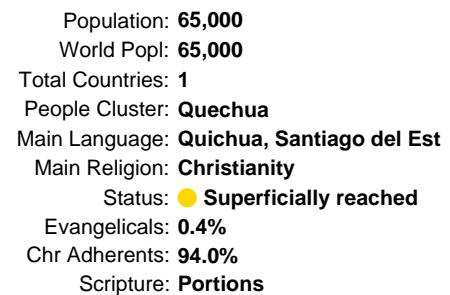 Population: 65,000
World Popl: 65,000
Total Countries: 1
People Cluster: Quechua
Main Language: Quichua, Santiago del Est
Main Religion: Christianity
Status: Superficially reached
Evangelicals: 0.4%
Chr Adherents: 94.0%
Scripture: Portions